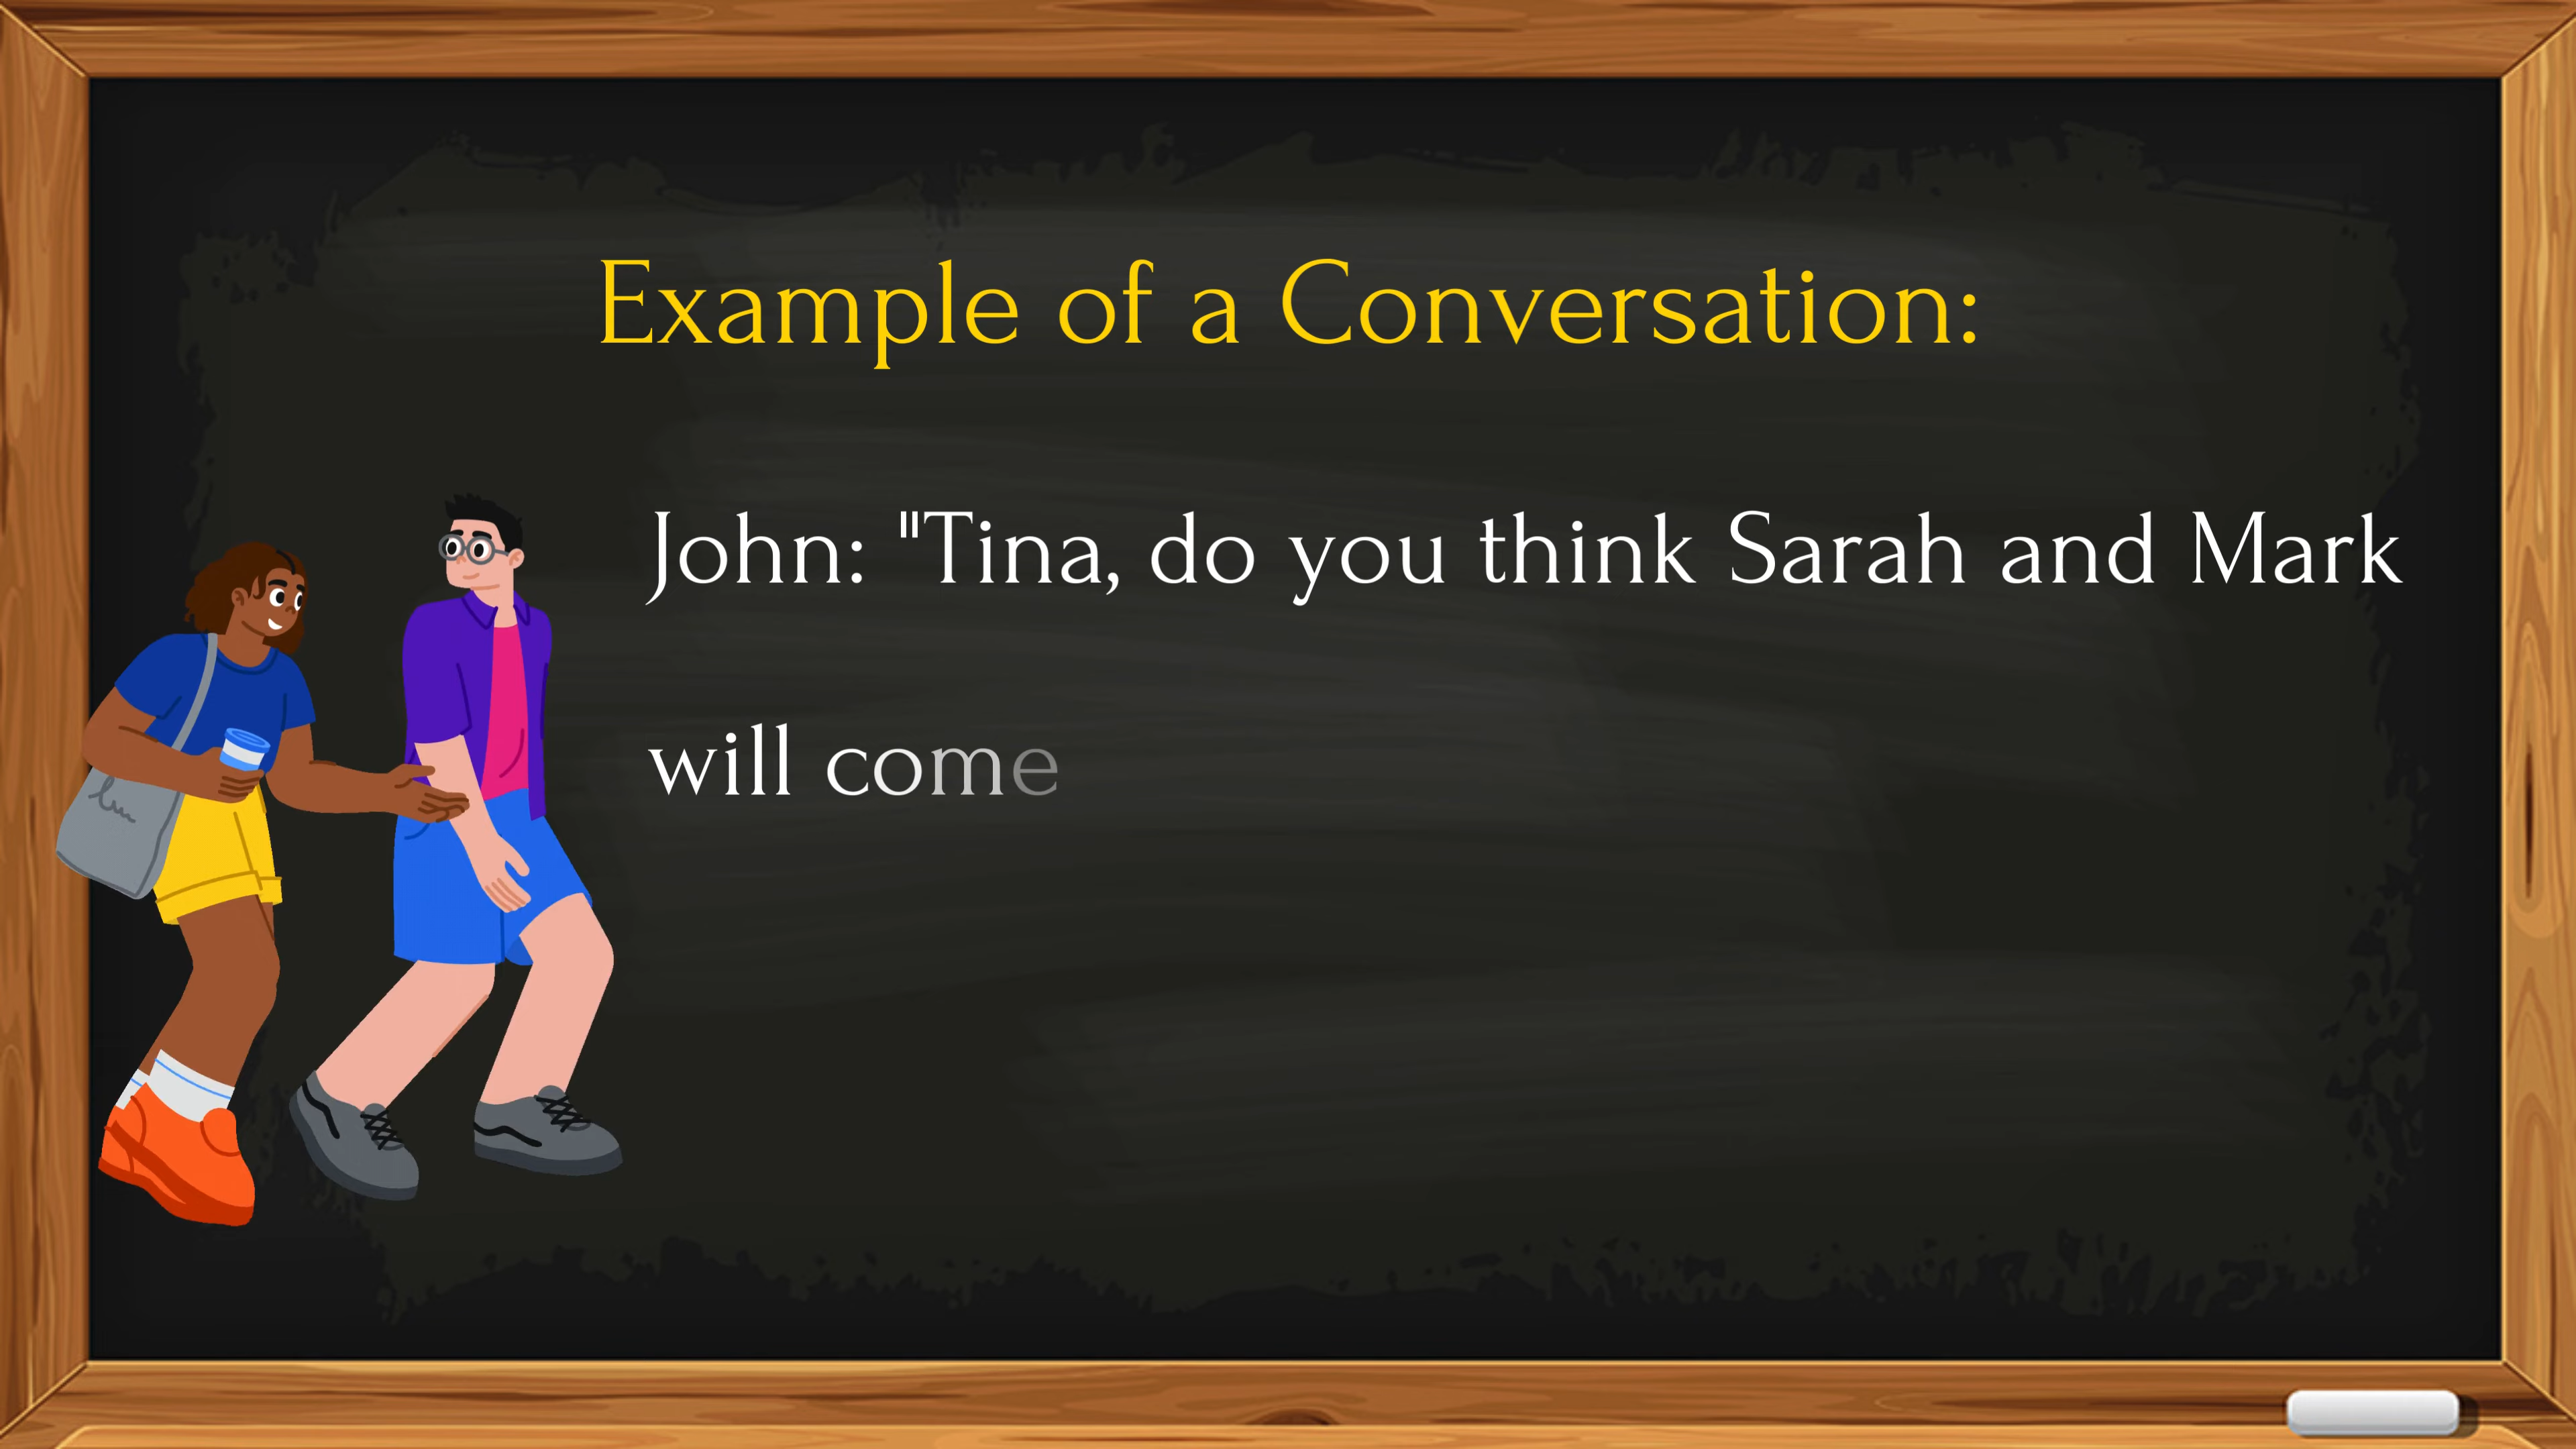 Example of a Conversation:
John: "Tina, do you think Sarah and Mark
will come